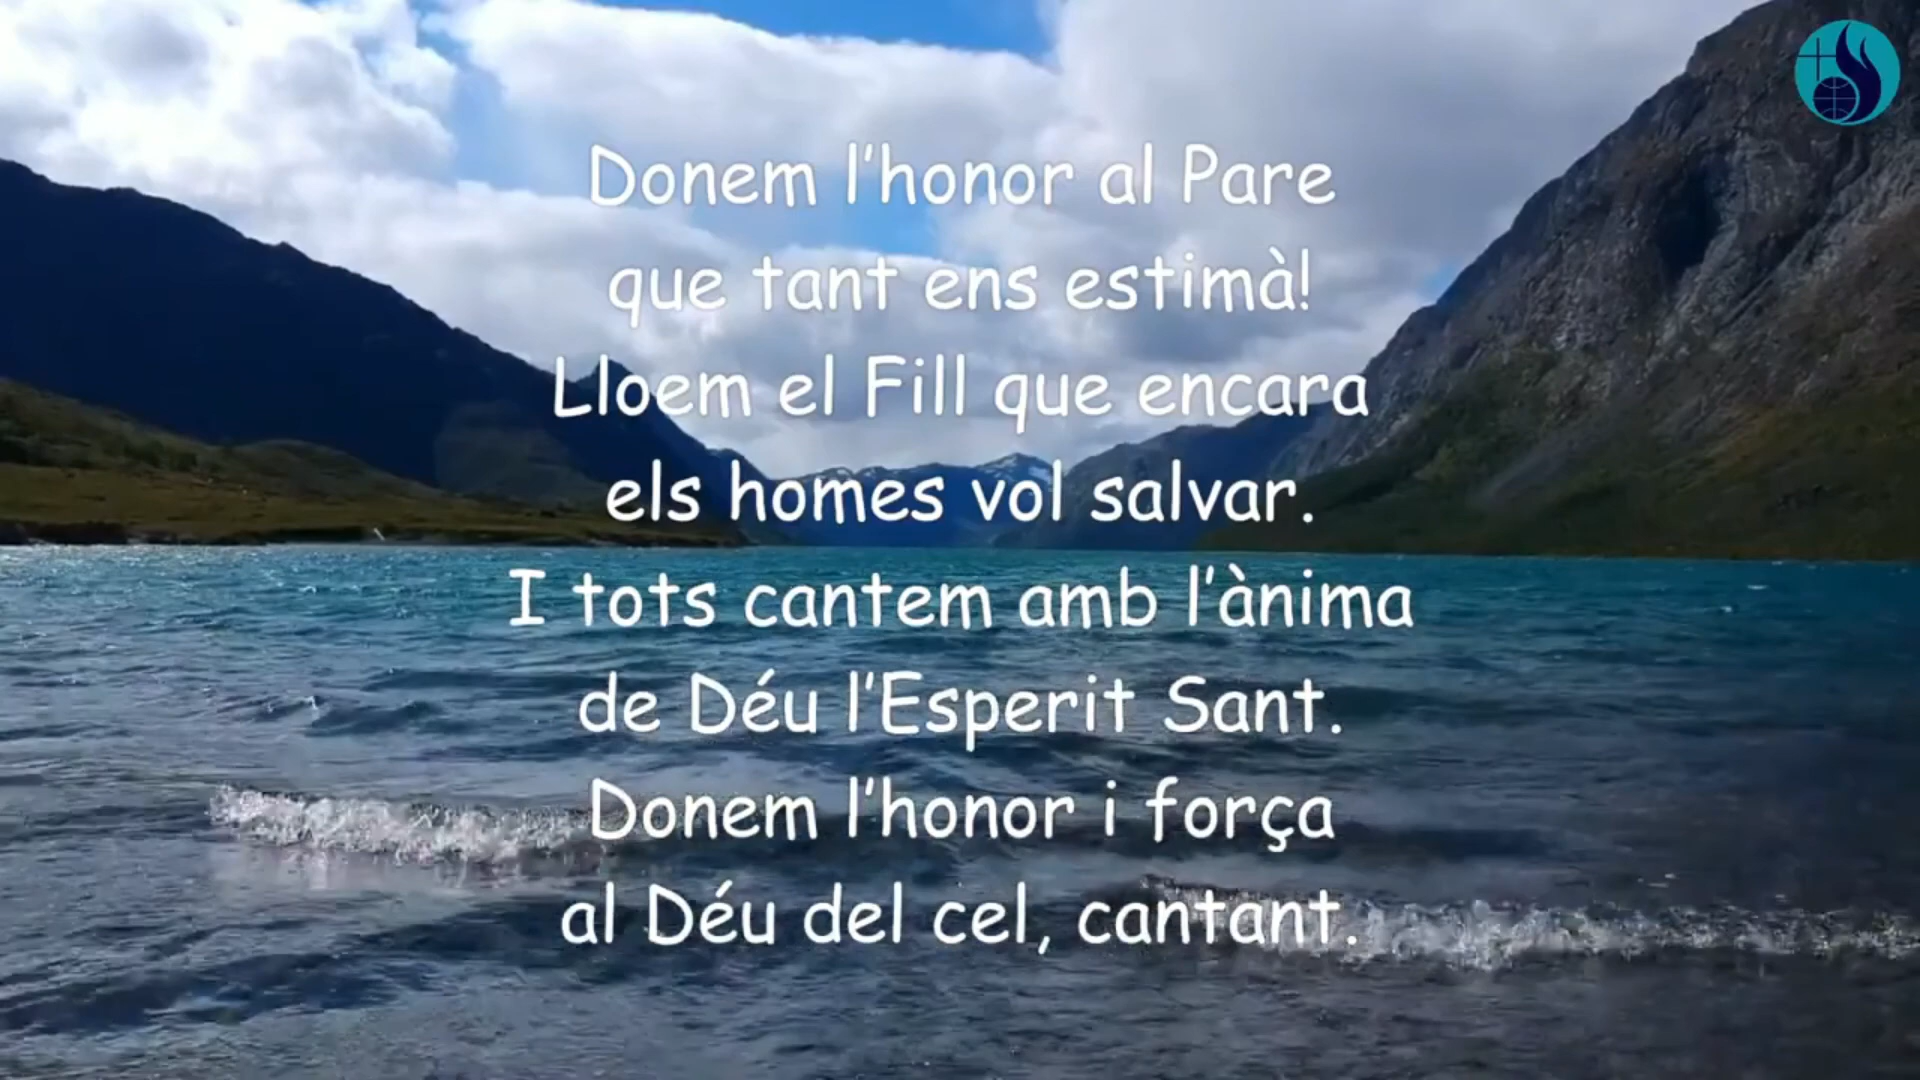 Donem l'honor al Pare
que tant ens estimà!
Lloem el Fill que encara
els homes vol salvar.
I tots cantem amb l'ànima
de Déu l'Esperit Sant.
Donem l'honor i força
al Déu del cel, cantant.